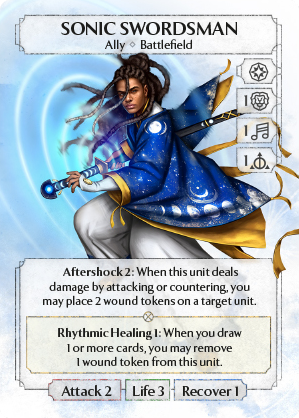 SONIC SWORDSMAN
Ally ◇ Battlefield
1
1
1
Aftershock 2: When this unit deals
damage by attacking or countering, you
may place 2 wound tokens on a target unit.
Rhythmic Healing 1: When you draw
1 or more cards, you may remove
1 wound token from this unit.
Attack 2 Life 3 Recover 1